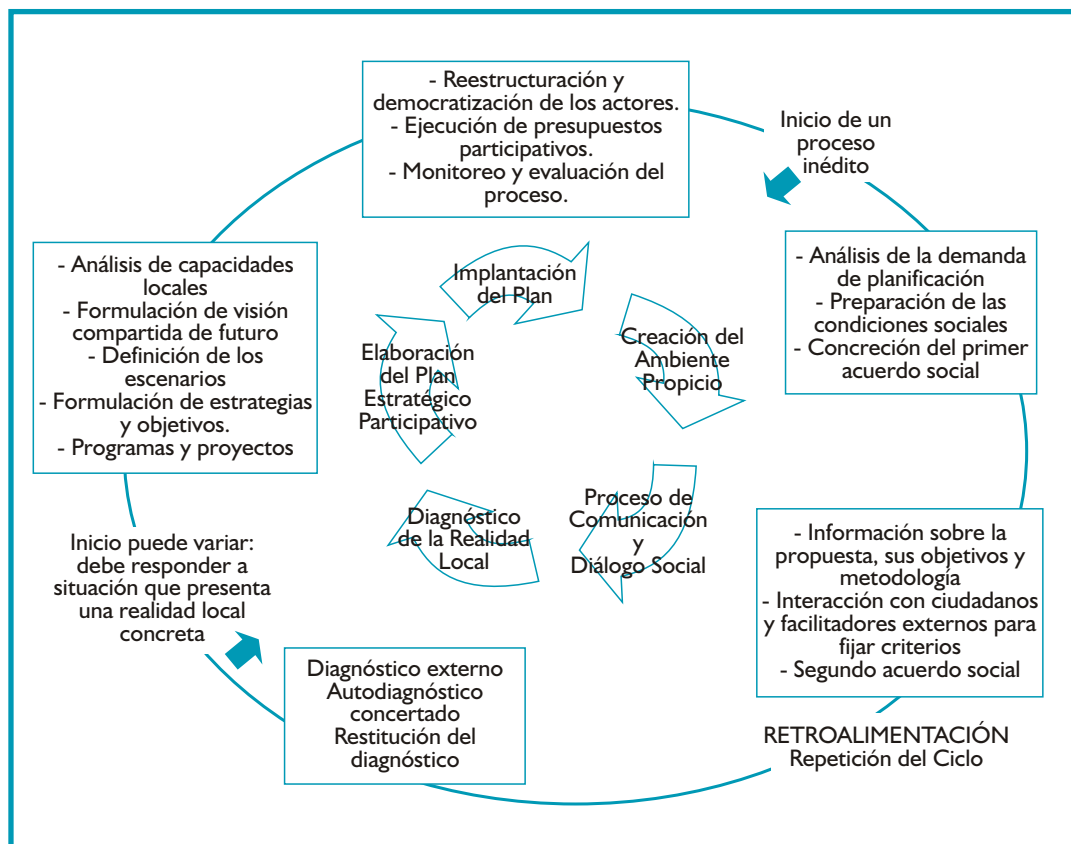 - Reestructuración y
democratización de los actores.
- Ejecución de presupuestos
participativos.
- Monitoreo y evaluación del
proceso.
Inicio de un
proceso
inédito
- Análisis de la demanda
de planificación
- Preparación de las
condiciones sociales
- Concreción del primer
acuerdo social
- Información sobre la
propuesta, sus objetivos y
metodología
- Interacción con ciudadanos
y facilitadores externos para
fijar criterios
- Segundo acuerdo social
RETROALIMENTACIÓN
Repetición del Ciclo
Diagnóstico externo
Autodiagnóstico
concertado
Restitución del
diagnóstico
Inicio puede variar:
debe responder a
situación que presenta
una realidad local
concreta
- Análisis de capacidades
locales
- Formulación de visión
compartida de futuro
- Definición de los
escenarios
- Formulación de estrategias
y objetivos.
- Programas y proyectos
Implantación
del Plan
Creación del
Ambiente
Propicio
Proceso de
Comunicación
y
Diálogo Social
Diagnóstico
de la Realidad
Local
Elaboración
del Plan
Estratégico
Participativo